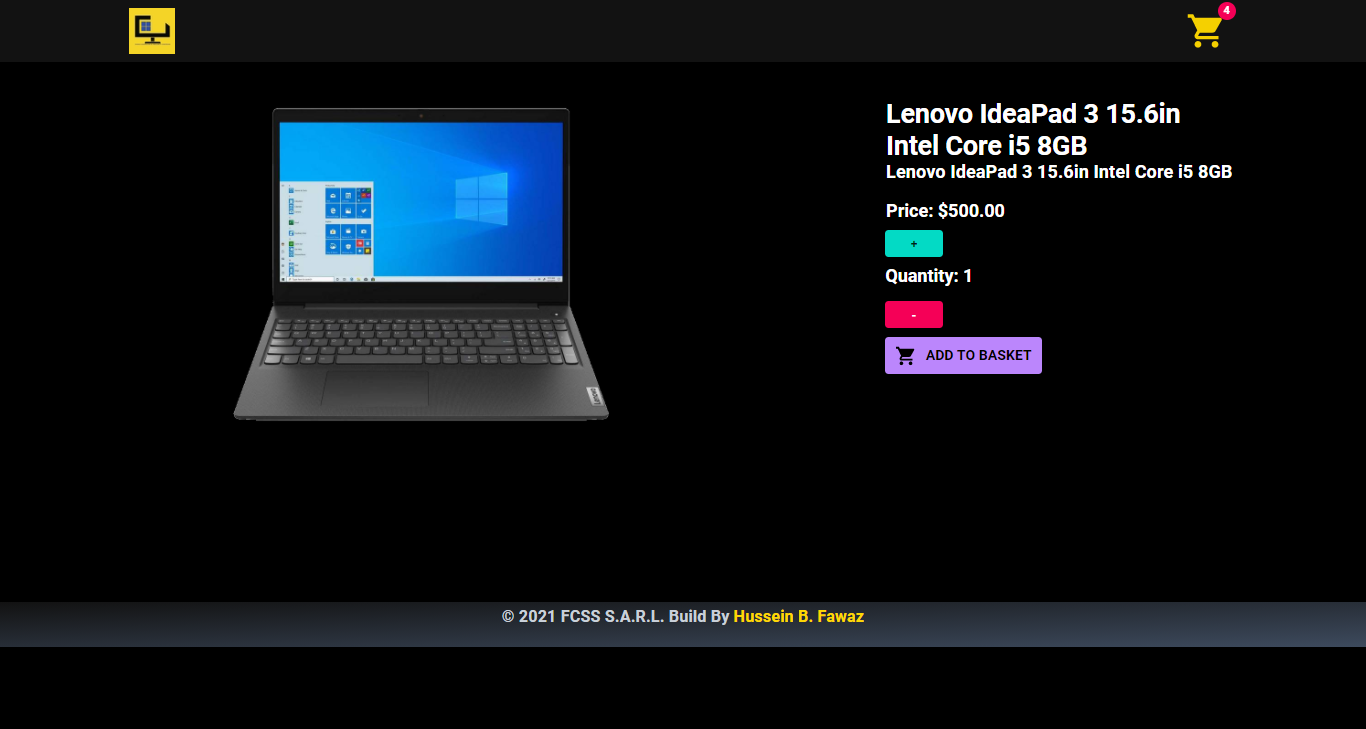 4
Lenovo IdeaPad 3 15.6in
Intel Core i5 8GB
Lenovo IdeaPad 3 15.6in Intel Core i5 8GB
Price: $500.00
+
Quantity: 1
-
ADD TO BASKET
Lenovo
© 2021 FCSS S.A.R.L. Build By Hussein B. Fawaz